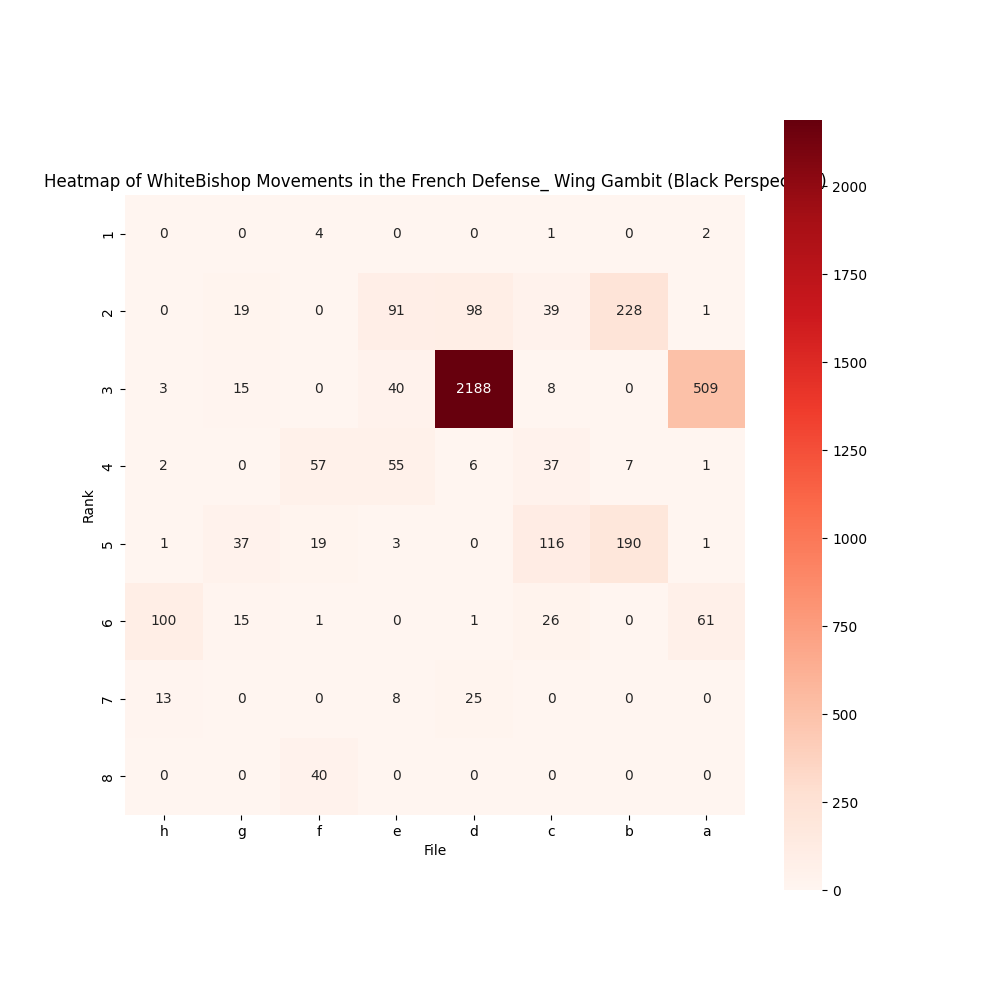 Heatmap of WhiteBishop Movements in the French Defense_ Wing Gambit (Black
2000
1750
1500
1250
1000
750
500
250
0
Rank
1 0 0 4 0 0 1 0 2
2 0 19 0 91 98 39 228 1
3 3 15 0 40 2188 8 0 509
4 2 0 57 55 6 37 7 1
5 1 37 19 3 0 116 190 1
6 100 15 1 0 1 26 0 61
7 13 0 0 8 25 0 0 0
8 0 0 40 0 0 0 0 0
h g f e d c b a
File